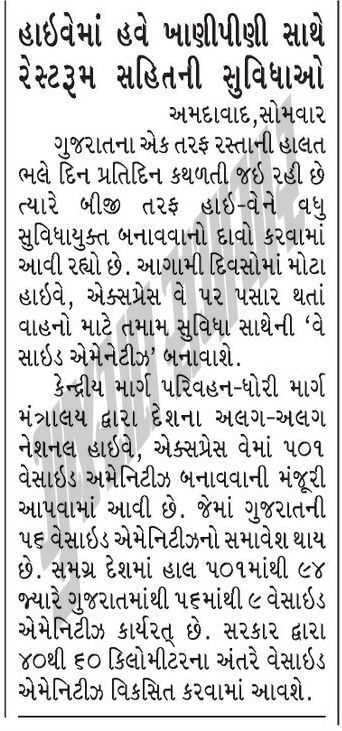 હાઇવેમાં હવે ખાણીપીણી સાથે
રેસ્ટરૂમ સહિતની સુવિધાઓ
અમદાવાદ,સોમવાર
ગુજરાતના એક તરફ રસ્તાની હાલત
ભલે દિન પ્રતિદિન કથળતી જઇ રહી છે
ત્યારે બીજી તરફ હાઇ-વેને વધુ
સુવિધાયુક્ત બનાવવાનો દાવો કરવામાં
આવી રહ્યો છે. આગામી દિવસોમાં મોટા
હાઇવે, એક્સપ્રેસ વે પર પસાર થતાં
વાહનો માટે તમામ સુવિધા સાથેની ‘વે
સાઇડ એમેનિટીઝ’ બનાવાશે.
કેન્દ્રીય માર્ગ પરિવહન-ધોરી માર્ગ
મંત્રાલય દ્વારા દેશના અલગ-અલગ
નેશનલ હાઇવે, એક્સપ્રેસ વેમાં ૫૦૧
વેસાઇડ અમેનિટીઝ બનાવવાની મંજૂરી
આપવામાં આવી છે. જેમાં ગુજરાતની
૫૬ વેસાઇડ એમેનિટીઝનો સમાવેશ થાય
છે. સમગ્ર દેશમાં હાલ ૫૦૧માંથી ૯૪
જ્યારે ગુજરાતમાંથી ૫૬માંથી ૯ વેસાઇડ
એમેનિટીઝ કાર્યરત્ છે. સરકાર દ્વારા
૪૦થી ૬૦ કિલોમીટરના અંતરે વેસાઇડ
એમેનિટીઝ વિકસિત કરવામાં આવશે.